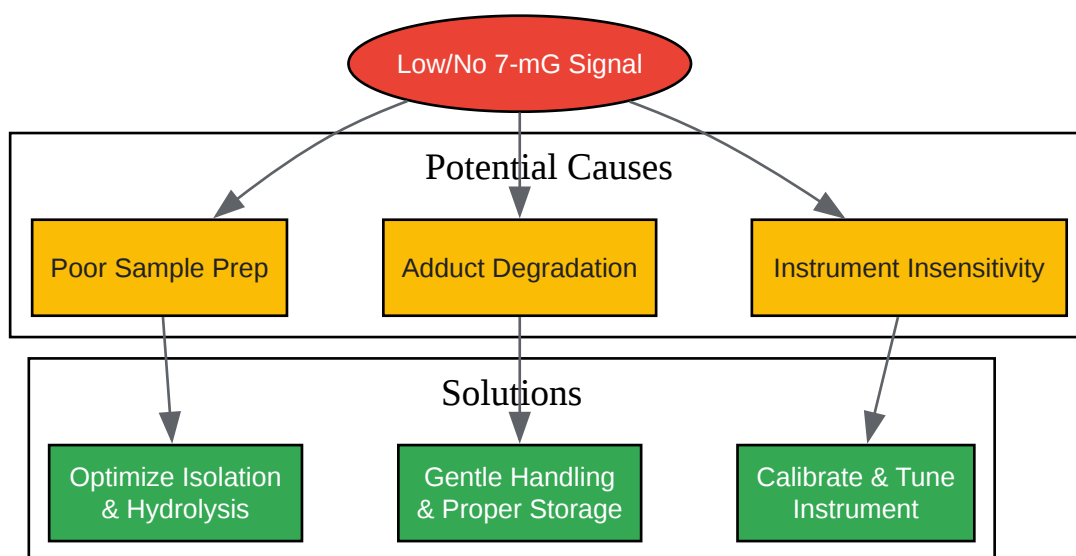 Low/No 7-mG Signal
Potential Causes
Poor Sample Prep
Adduct Degradation
Instrument Insensitivity
Solutions
Optimize Isolation
& Hydrolysis
Gentle Handling
& Proper Storage
Calibrate & Tune
Instrument